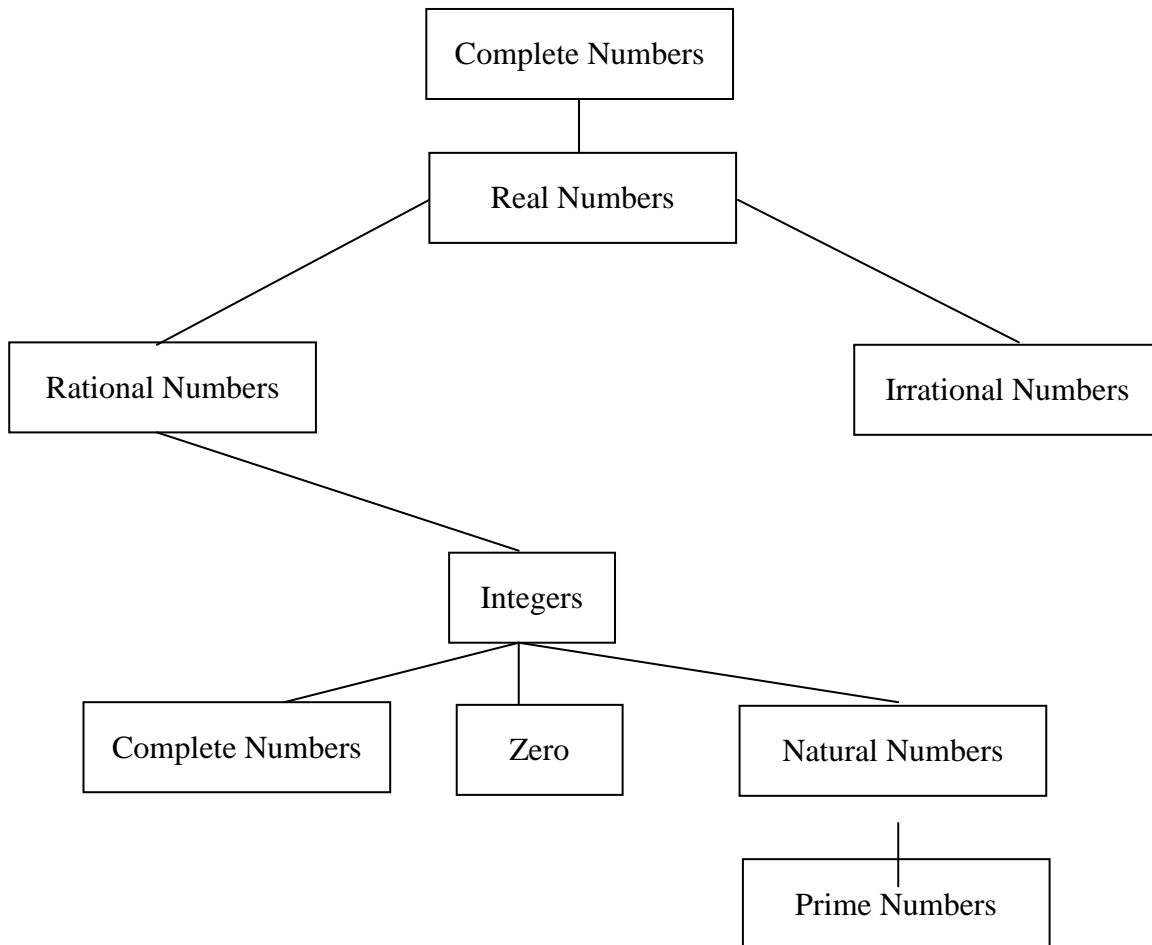 Complete Numbers
Real Numbers
Rational Numbers
Irrational Numbers
Integers
Complete Numbers
Zero
Natural Numbers
Prime Numbers